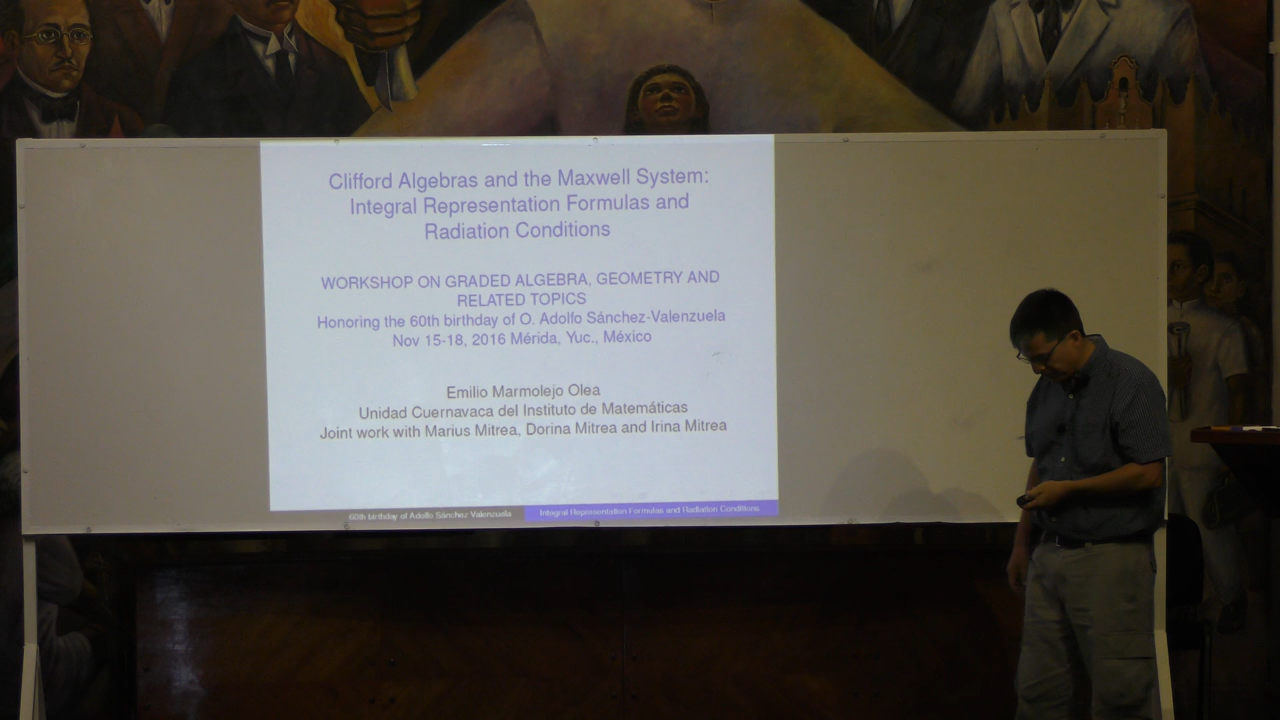 Clifford Algebras and the Maxwell System:
Integral Representation Formulas and
Radiation Conditions
WORKSHOP ON GRADED ALGEBRA, GEOMETRY AND
RELATED TOPICS
Honoring the 60th birthday of O. Adolfo Sánchez-Valenzuela
Nov 15-18, 2016 Mérida, Yuc., México
Emilio Marmolejo Olea
Unidad Cuernavaca del Instituto de Matemáticas
Joint work with Marius Mitrea, Dorina Mitrea and Irina Mitrea
60th birthday of Adolfo Sánchez Valenzuela
Integral Representation Formulas and Radiation Conditions